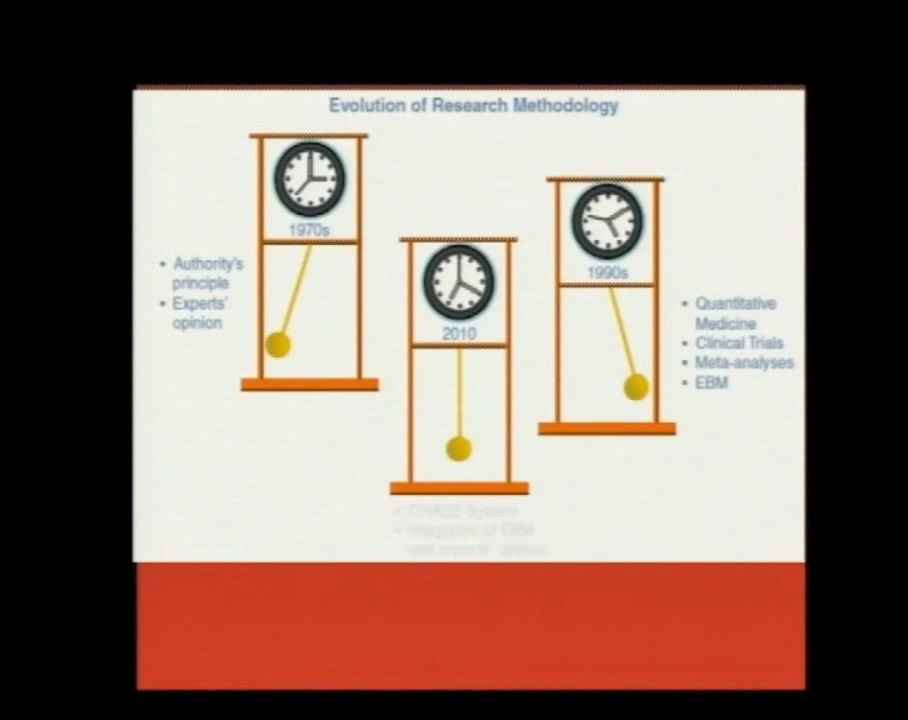 Evolution of Research Methodology
1970s
• Authority's
principle
• Experts'
opinion
2010
• GRADE System
• Integration of EBM
and experts' opinion
1990s
• Quantitative
Medicine
• Clinical Trials
• Meta-analyses
• EBM